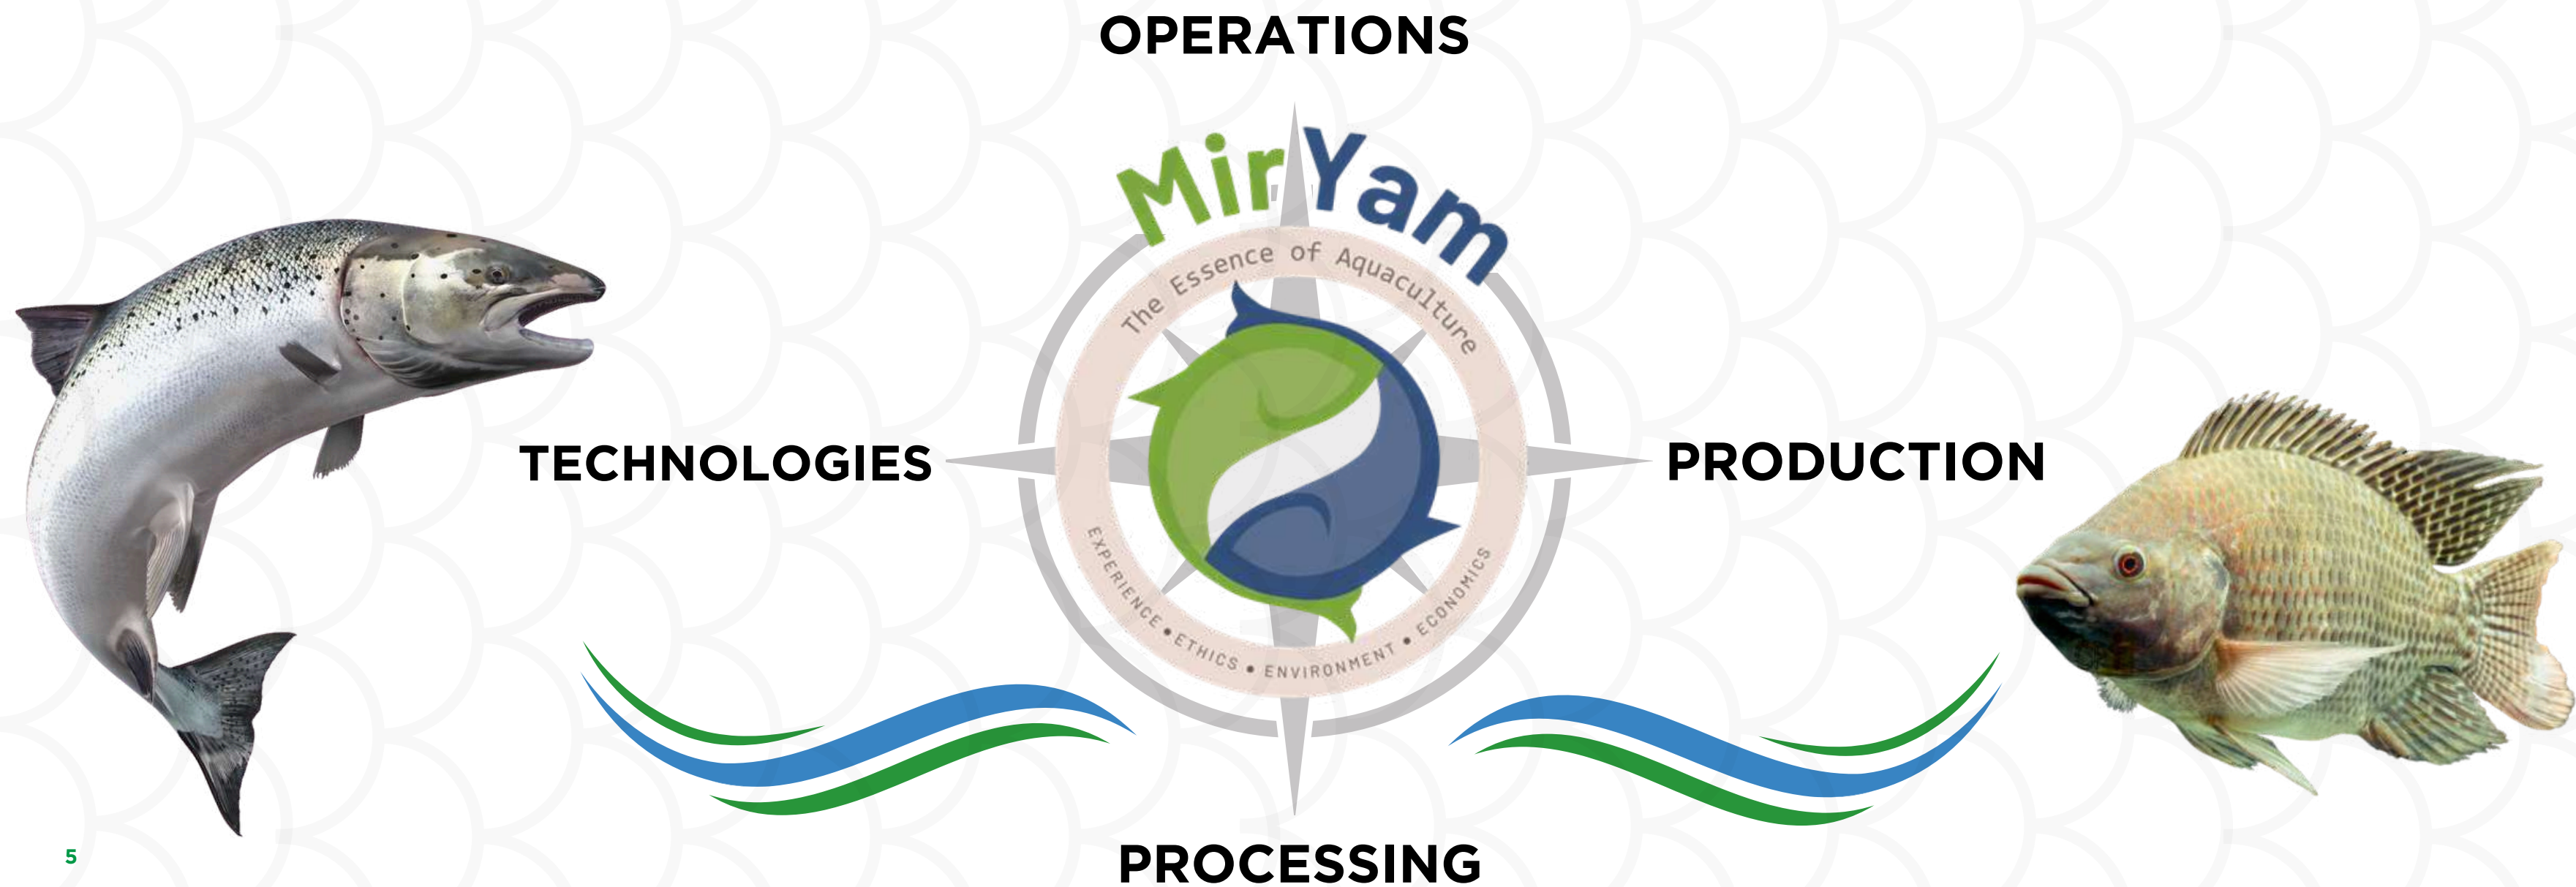 OPERATIONS
MirYam
The Essence of Aquaculture
TECHNOLOGIES
PRODUCTION
EXPERIENCE • ETHICS • ENVIRONMENT • ECONOMICS
PROCESSING
5